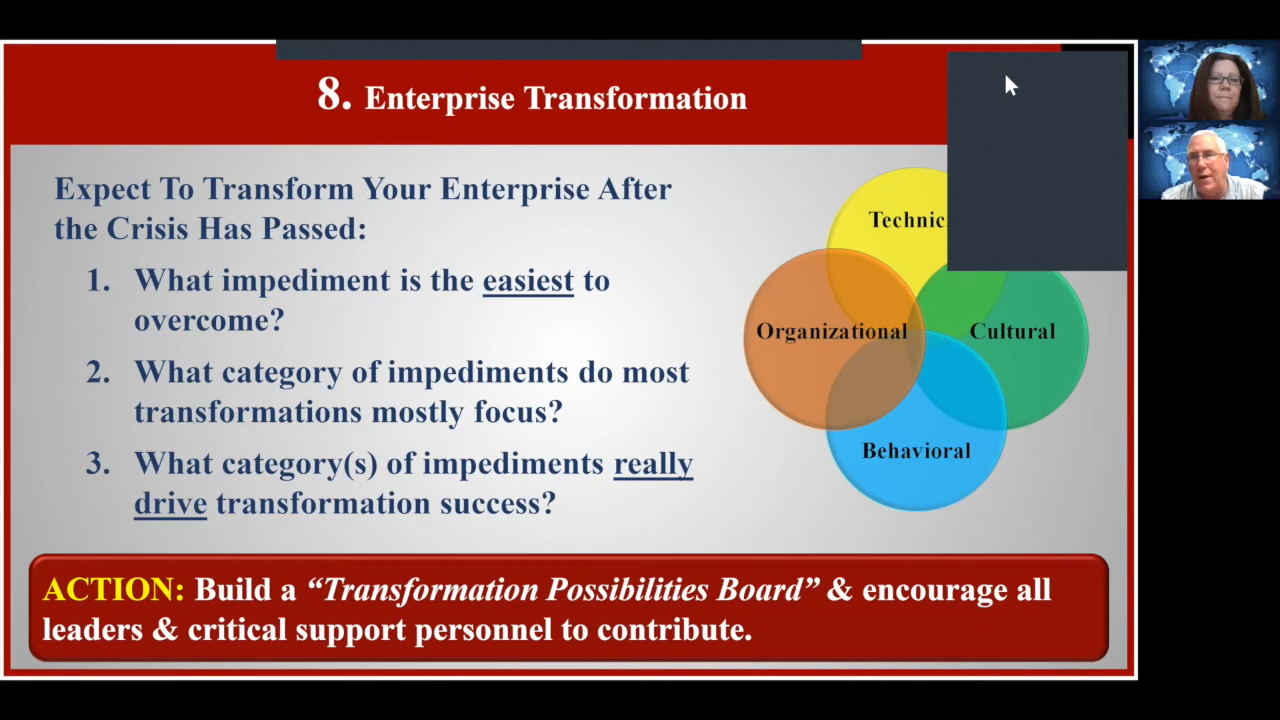 8. Enterprise Transformation
Expect To Transform Your Enterprise After
the Crisis Has Passed:
1. What impediment is the easiest to
overcome?
2. What category of impediments do most
transformations mostly focus?
3. What category(s) of impediments really
drive transformation success?
Organizational
Cultural
Behavioral
ACTION: Build a “Transformation Possibilities Board” & encourage all
leaders & critical support personnel to contribute.